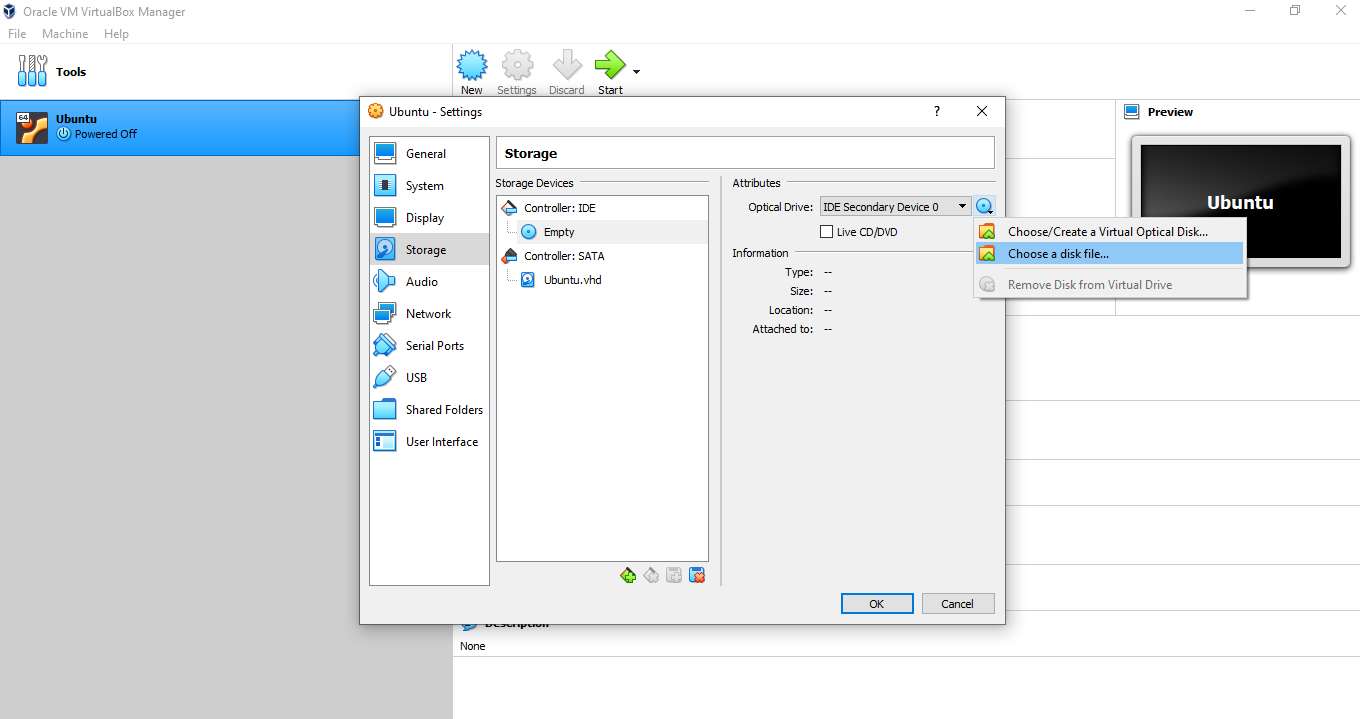 Oracle VM VirtualBox Manager
File Machine Help
Tools
New Settings Discard Start
64
Ubuntu
Powered Off
Ubuntu - Settings
?
General
System
Display
Storage
Audio
Network
Serial Ports
USB
Shared Folders
User Interface
Storage
Storage Devices
Controller: IDE
Empty
Controller: SATA
Ubuntu.vhd
Attributes
Optical Drive: IDE Secondary Device 0
Live CD/DVD
Information
Type: --
Size: --
Location: --
Attached to: --
Choose/Create a Virtual Optical Disk...
Choose a disk file...
Remove Disk from Virtual Drive
OK Cancel
Preview
Ubuntu
Description
None